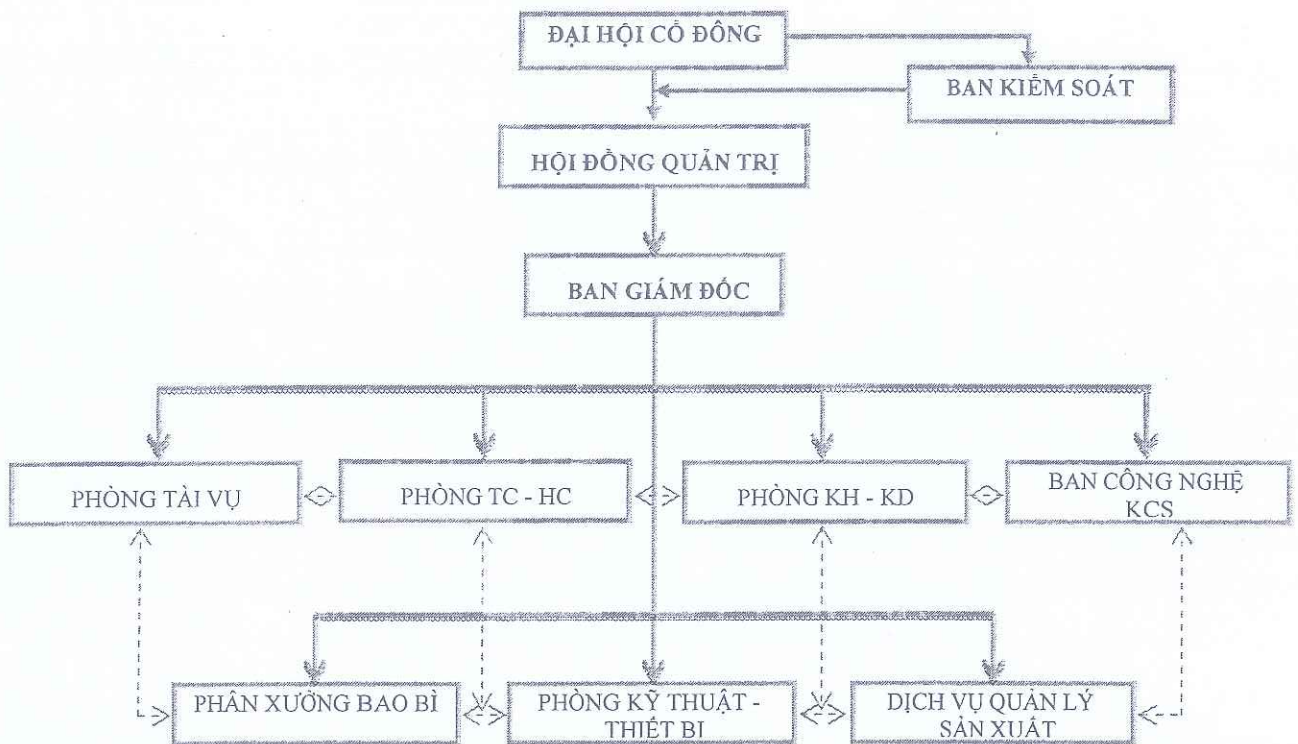 ĐẠI HỘI CỔ ĐÔNG
BAN KIỂM SOÁT
HỘI ĐỒNG QUẢN TRỊ
BAN GIÁM ĐỐC
PHÒNG TÀI VỤ
PHÒNG TC - HC
PHÒNG KH - KD
BAN CÔNG NGHỆ
KCS
PHÂN XƯỞNG BAO BÌ
PHÒNG KỸ THUẬT -
THIẾT BỊ
DỊCH VỤ QUẢN LÝ
SẢN XUẤT